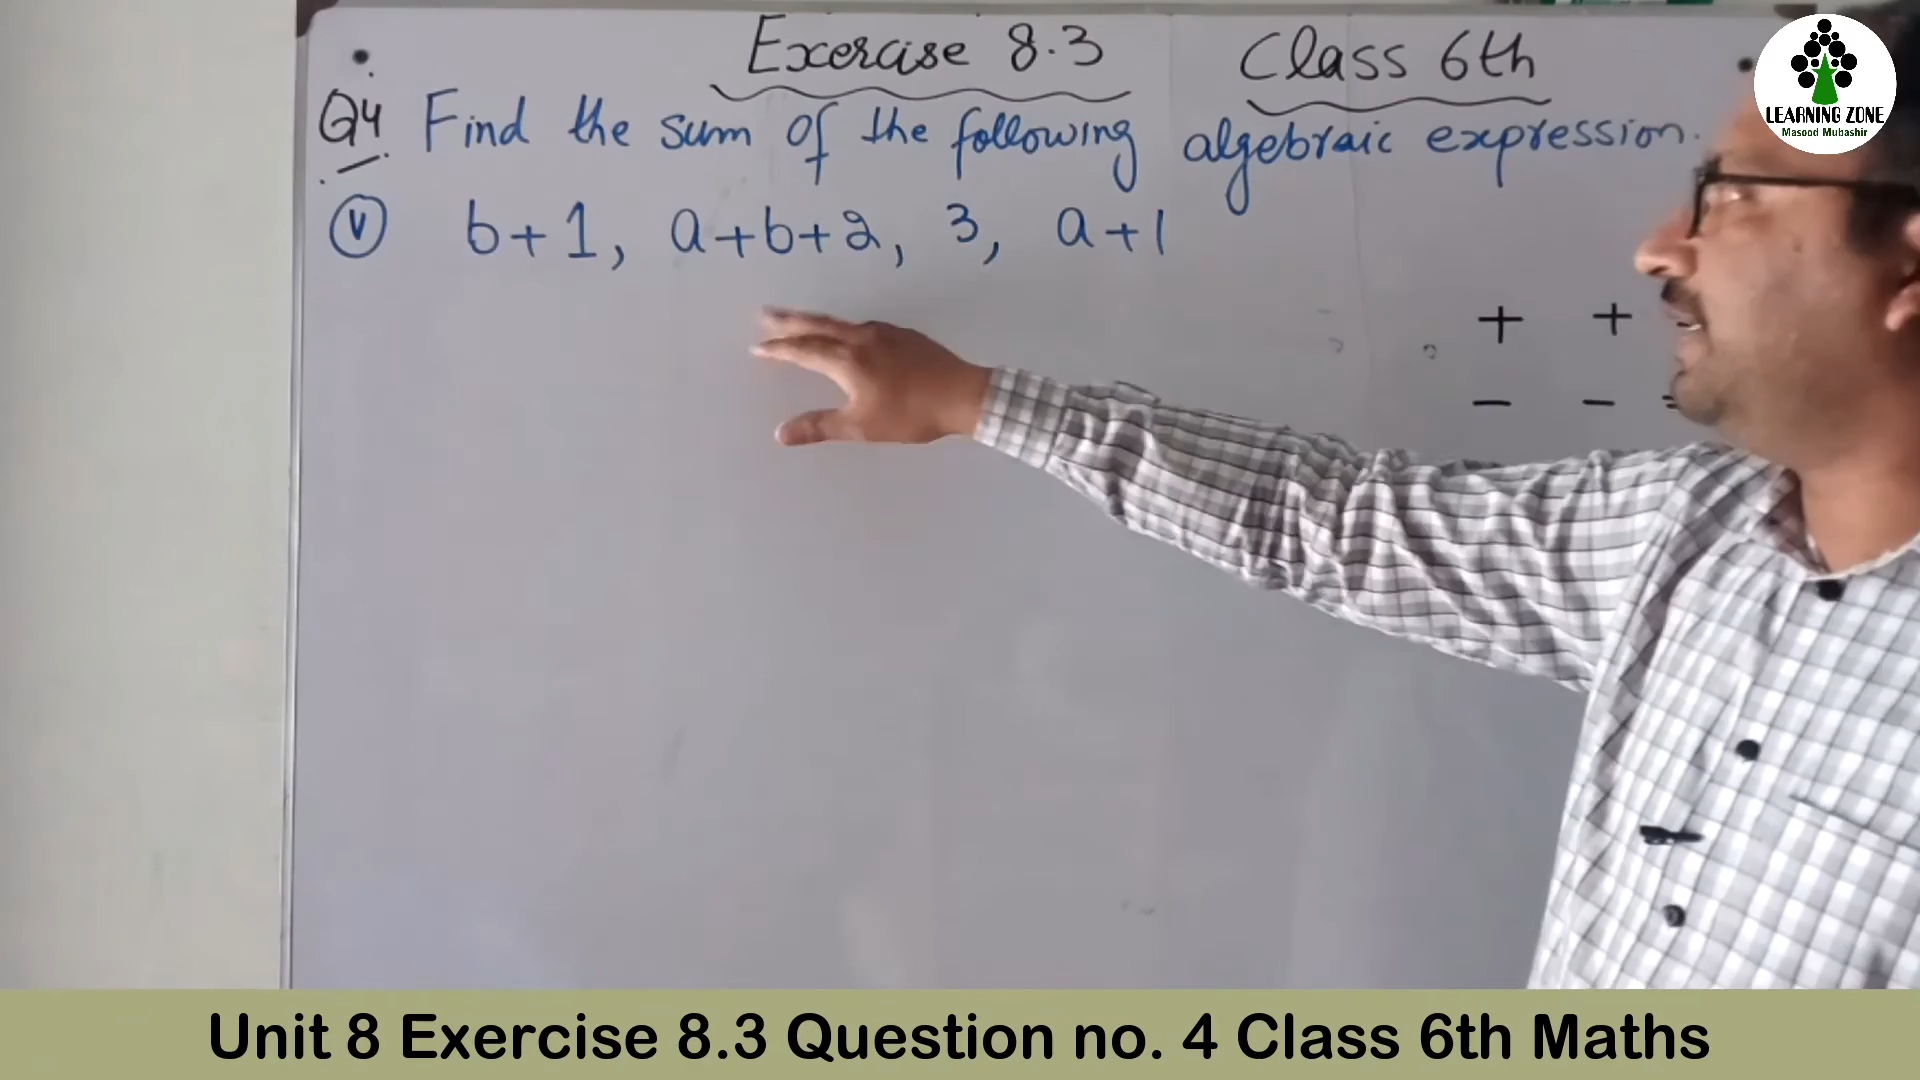 Exercise 8.3 Class 6th
Q4 Find the sum of the following algebraic expression.
(v) b+1, a+b+2, 3, a+1
+ +
- - =
LEARNING ZONE
Masood Mubashir
Unit 8 Exercise 8.3 Question no. 4 Class 6th Maths